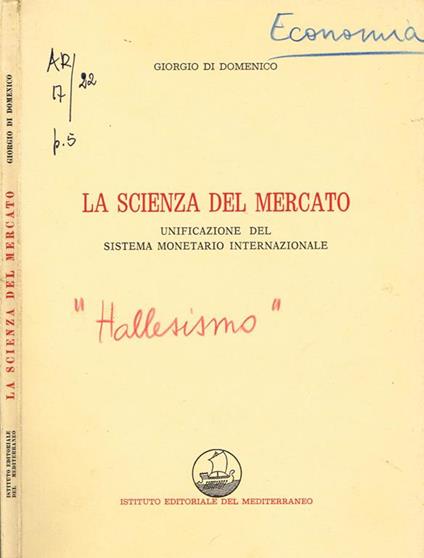 GIORGIO DI DOMENICO
LA SCIENZA DEL MERCATO
ISTITUTO EDITORIALE
DEL MEDITERRANEO
Economia
AR/22
17
p.5
GIORGIO DI DOMENICO
LA SCIENZA DEL MERCATO
UNIFICAZIONE DEL
SISTEMA MONETARIO INTERNAZIONALE
"Hallesismo"
ISTITUTO EDITORIALE DEL MEDITERRANEO